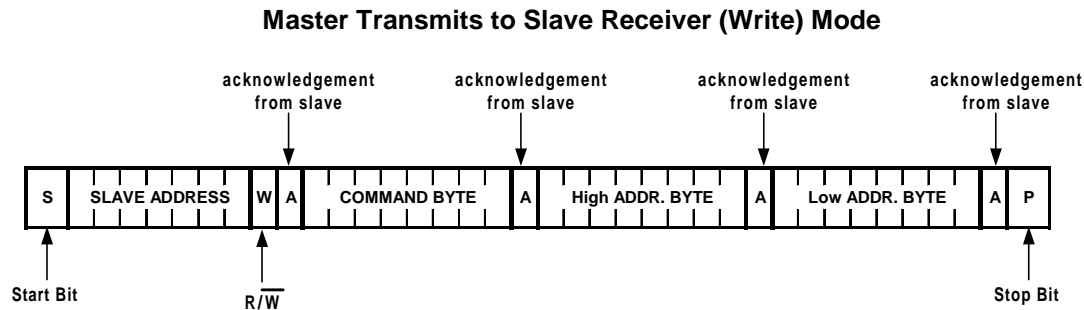 Master Transmits to Slave Receiver (Write) Mode
acknowledgement
from slave
acknowledgement
from slave
acknowledgement
from slave
acknowledgement
from slave
S SLAVE ADDRESS W A COMMAND BYTE A High ADDR. BYTE A Low ADDR. BYTE A P
Start Bit
R/W̅
Stop Bit